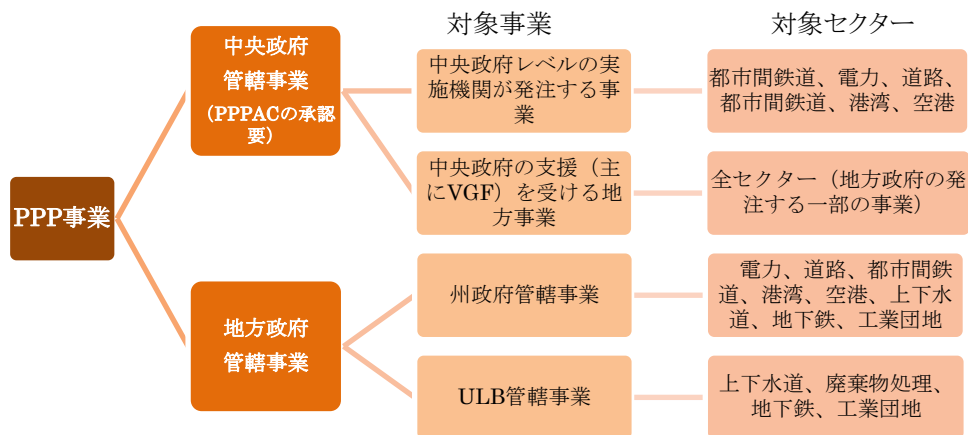 対象事業
対象セクター
PPP事業
中央政府
管轄事業
（PPPACの承認
要）
中央政府レベルの実
施機関が発注する事
業
都市間鉄道、電力、道路、
都市間鉄道、港湾、空港
中央政府の支援（主
にVGF）を受ける地
方事業
全セクター（地方政府の発
注する一部の事業）
地方政府
管轄事業
州政府管轄事業
電力、道路、都市間鉄
道、港湾、空港、上下水
道、地下鉄、工業団地
ULB管轄事業
上下水道、廃棄物処理、
地下鉄、工業団地